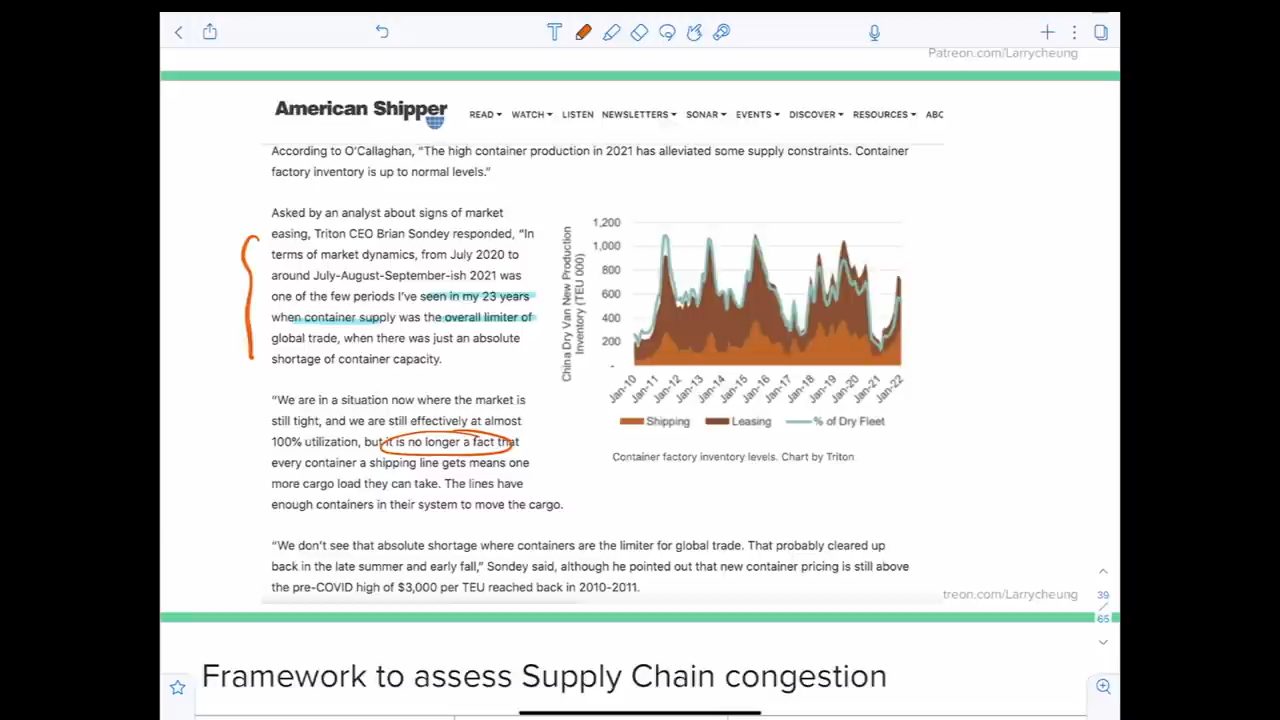 Patreon.com/Larrycheung
American Shipper
READ WATCH LISTEN NEWSLETTERS SONAR EVENTS DISCOVER RESOURCES ABC
According to O'Callaghan, "The high container production in 2021 has alleviated some supply constraints. Container
factory inventory is up to normal levels."
Asked by an analyst about signs of market
easing, Triton CEO Brian Sondey responded, "In
terms of market dynamics, from July 2020 to
around July-August-September-ish 2021 was
one of the few periods I've seen in my 23 years
when container supply was the overall limiter of
global trade, when there was just an absolute
shortage of container capacity.
"We are in a situation now where the market is
still tight, and we are still effectively at almost
100% utilization, but it is no longer a fact that
every container a shipping line gets means one
more cargo load they can take. The lines have
enough containers in their system to move the cargo.
China Dry Van New Production
Inventory (TEU 000)
1,200
1,000
800
600
400
200
-
Jan-10 Jan-11 Jan-12 Jan-13 Jan-14 Jan-15 Jan-16 Jan-17 Jan-18 Jan-19 Jan-20 Jan-21 Jan-22
Shipping Leasing % of Dry Fleet
Container factory inventory levels. Chart by Triton
"We don't see that absolute shortage where containers are the limiter for global trade. That probably cleared up
back in the late summer and early fall," Sondey said, although he pointed out that new container pricing is still above
the pre-COVID high of $3,000 per TEU reached back in 2010-2011.
treon.com/Larrycheung
39
/
65
Framework to assess Supply Chain congestion